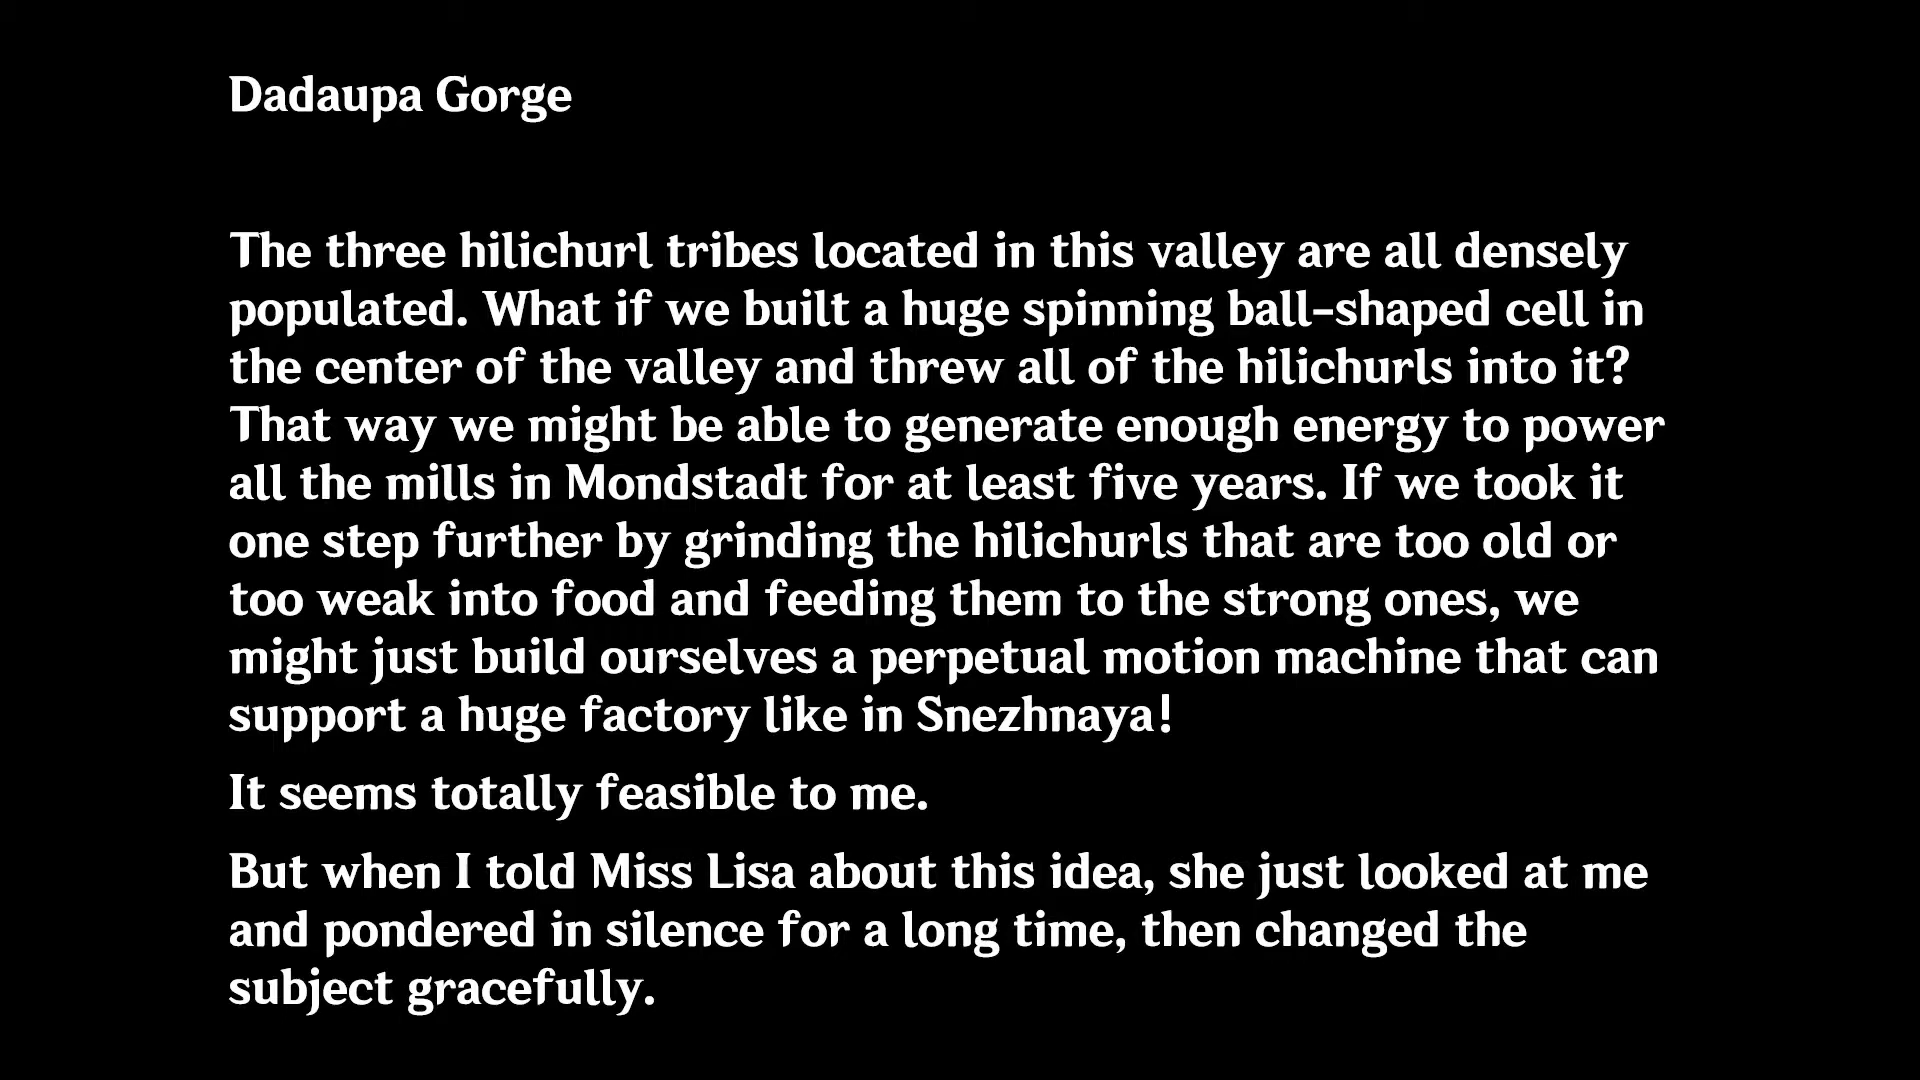 Dadaupa Gorge
The three hilichurl tribes located in this valley are all densely
populated. What if we built a huge spinning ball-shaped cell in
the center of the valley and threw all of the hilichurls into it?
That way we might be able to generate enough energy to power
all the mills in Mondstadt for at least five years. If we took it
one step further by grinding the hilichurls that are too old or
too weak into food and feeding them to the strong ones, we
might just build ourselves a perpetual motion machine that can
support a huge factory like in Snezhnaya!
It seems totally feasible to me.
But when I told Miss Lisa about this idea, she just looked at me
and pondered in silence for a long time, then changed the
subject gracefully.